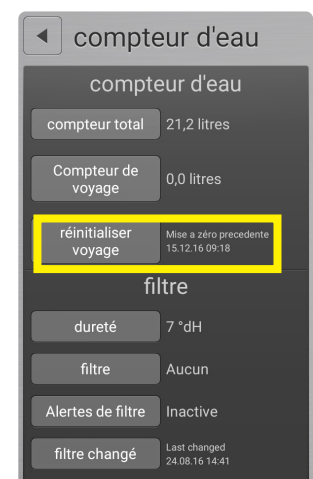 compteur d'eau
compteur d'eau
compteur total 21,2 litres
Compteur de
voyage
0,0 litres
réinitialiser
voyage
Mise a zéro precedente
15.12.16 09:18
filtre
dureté 7 °dH
filtre Aucun
Alertes de filtre Inactive
filtre changé
Last changed
24.08.16 14:41